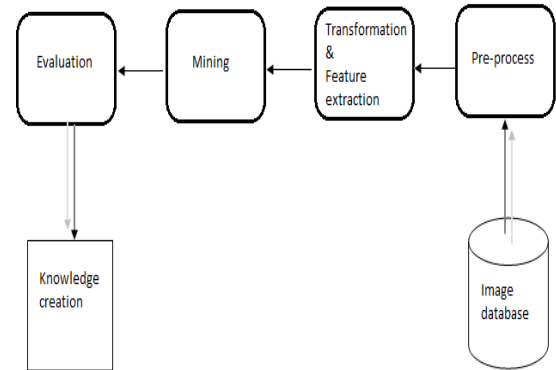 Evaluation
Mining
Transformation
&
Feature
extraction
Pre-process
Knowledge
creation
Image
database